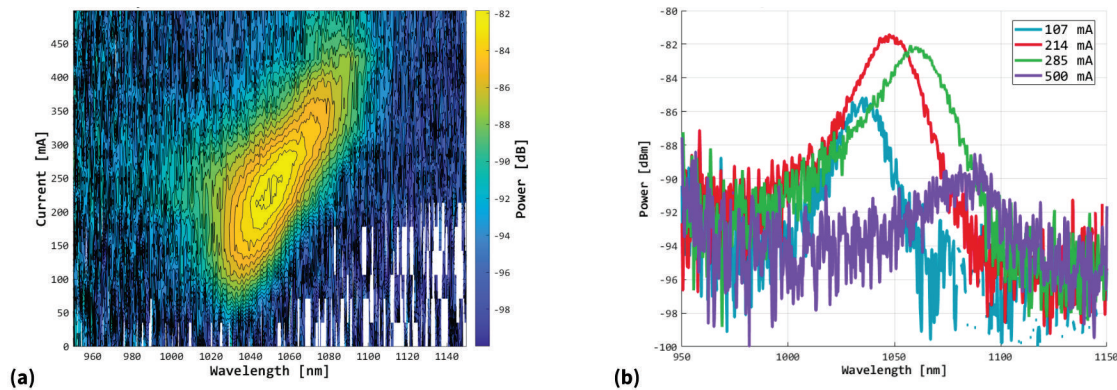 450
400
350
300
250
200
150
100
50
0
Current [mA]
960 980 1000 1020 1040 1060 1080 1100 1120 1140
Wavelength [nm]
-82
-84
-86
-88
-90
-92
-94
-96
-98
Power [dB]
(a)
-80
-82
-84
-86
-88
-90
-92
-94
-96
-98
-100
Power [dBm]
107 mA
214 mA
285 mA
500 mA
950 1000 1050 1100 1150
Wavelength [nm]
(b)